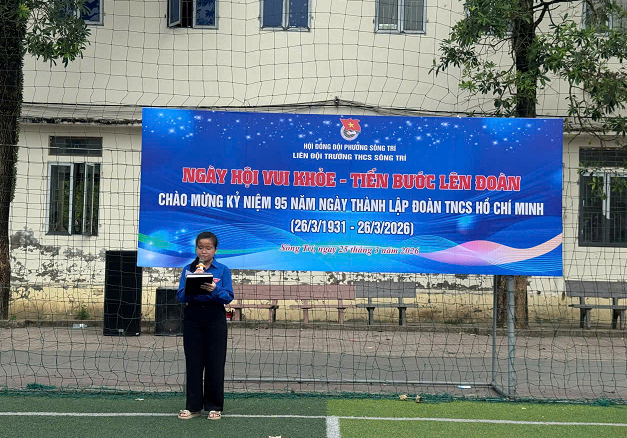 HỘI ĐỒNG ĐỘI PHƯỜNG SÔNG TRÍ
LIÊN ĐỘI TRƯỜNG THCS SÔNG TRÍ
NGÀY HỘI VUI KHỎE - TIẾN BƯỚC LÊN ĐOÀN
CHÀO MỪNG KỶ NIỆM 95 NĂM NGÀY THÀNH LẬP ĐOÀN TNCS HỒ CHÍ MINH
(26/3/1931 - 26/3/2026)
Sông Trí, ngày 25 tháng 3 năm 2026